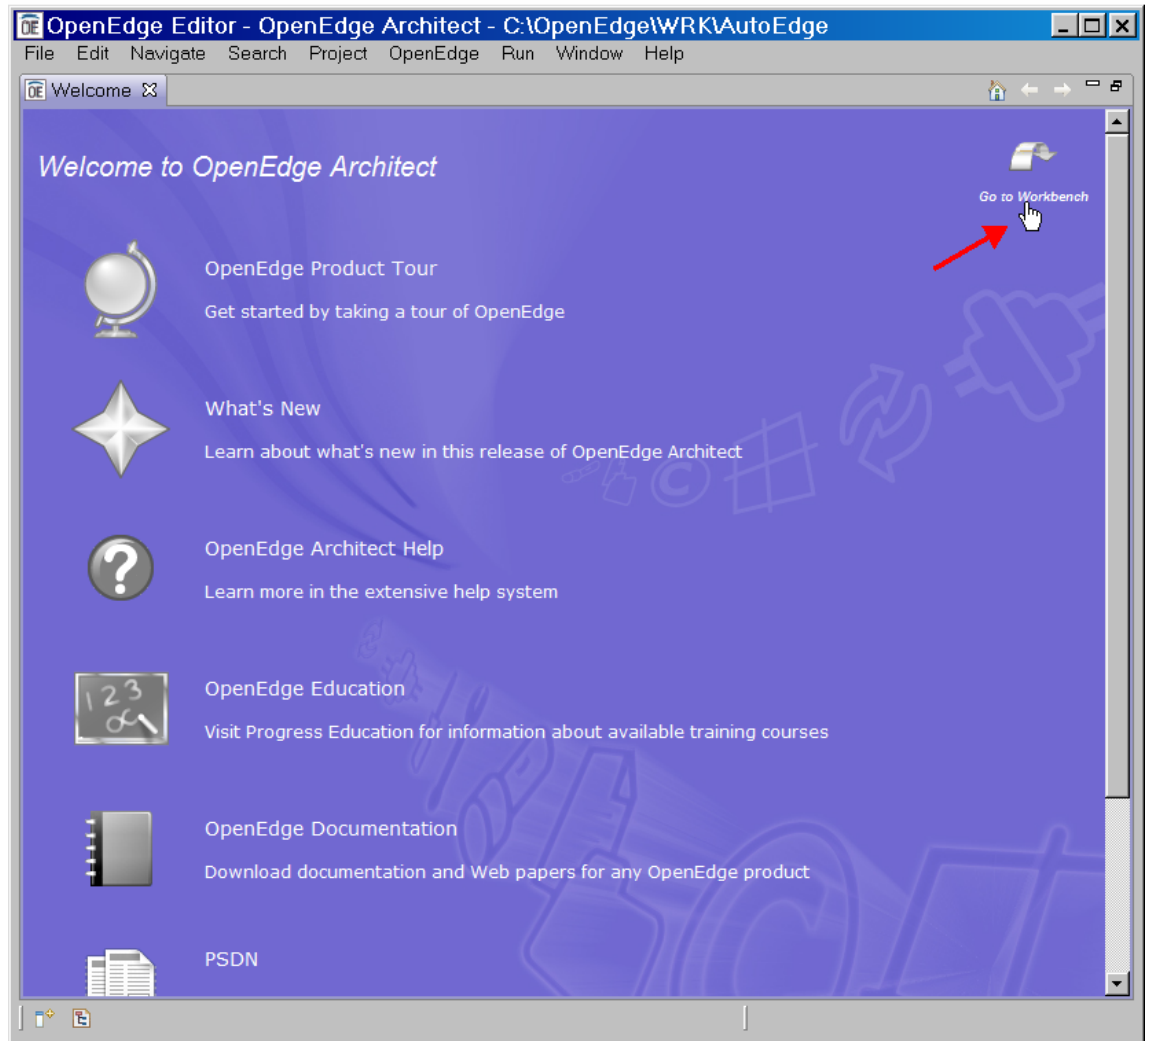 OpenEdge Editor - OpenEdge Architect - C:\OpenEdge\WRK\AutoEdge
File Edit Navigate Search Project OpenEdge Run Window Help
OE Welcome
Welcome to OpenEdge Architect
Go to Workbench
OpenEdge Product Tour
Get started by taking a tour of OpenEdge
What's New
Learn about what's new in this release of OpenEdge Architect
©
?
OpenEdge Architect Help
Learn more in the extensive help system
123
OpenEdge Education
Visit Progress Education for information about available training courses
OpenEdge Documentation
Download documentation and Web papers for any OpenEdge product
PSDN